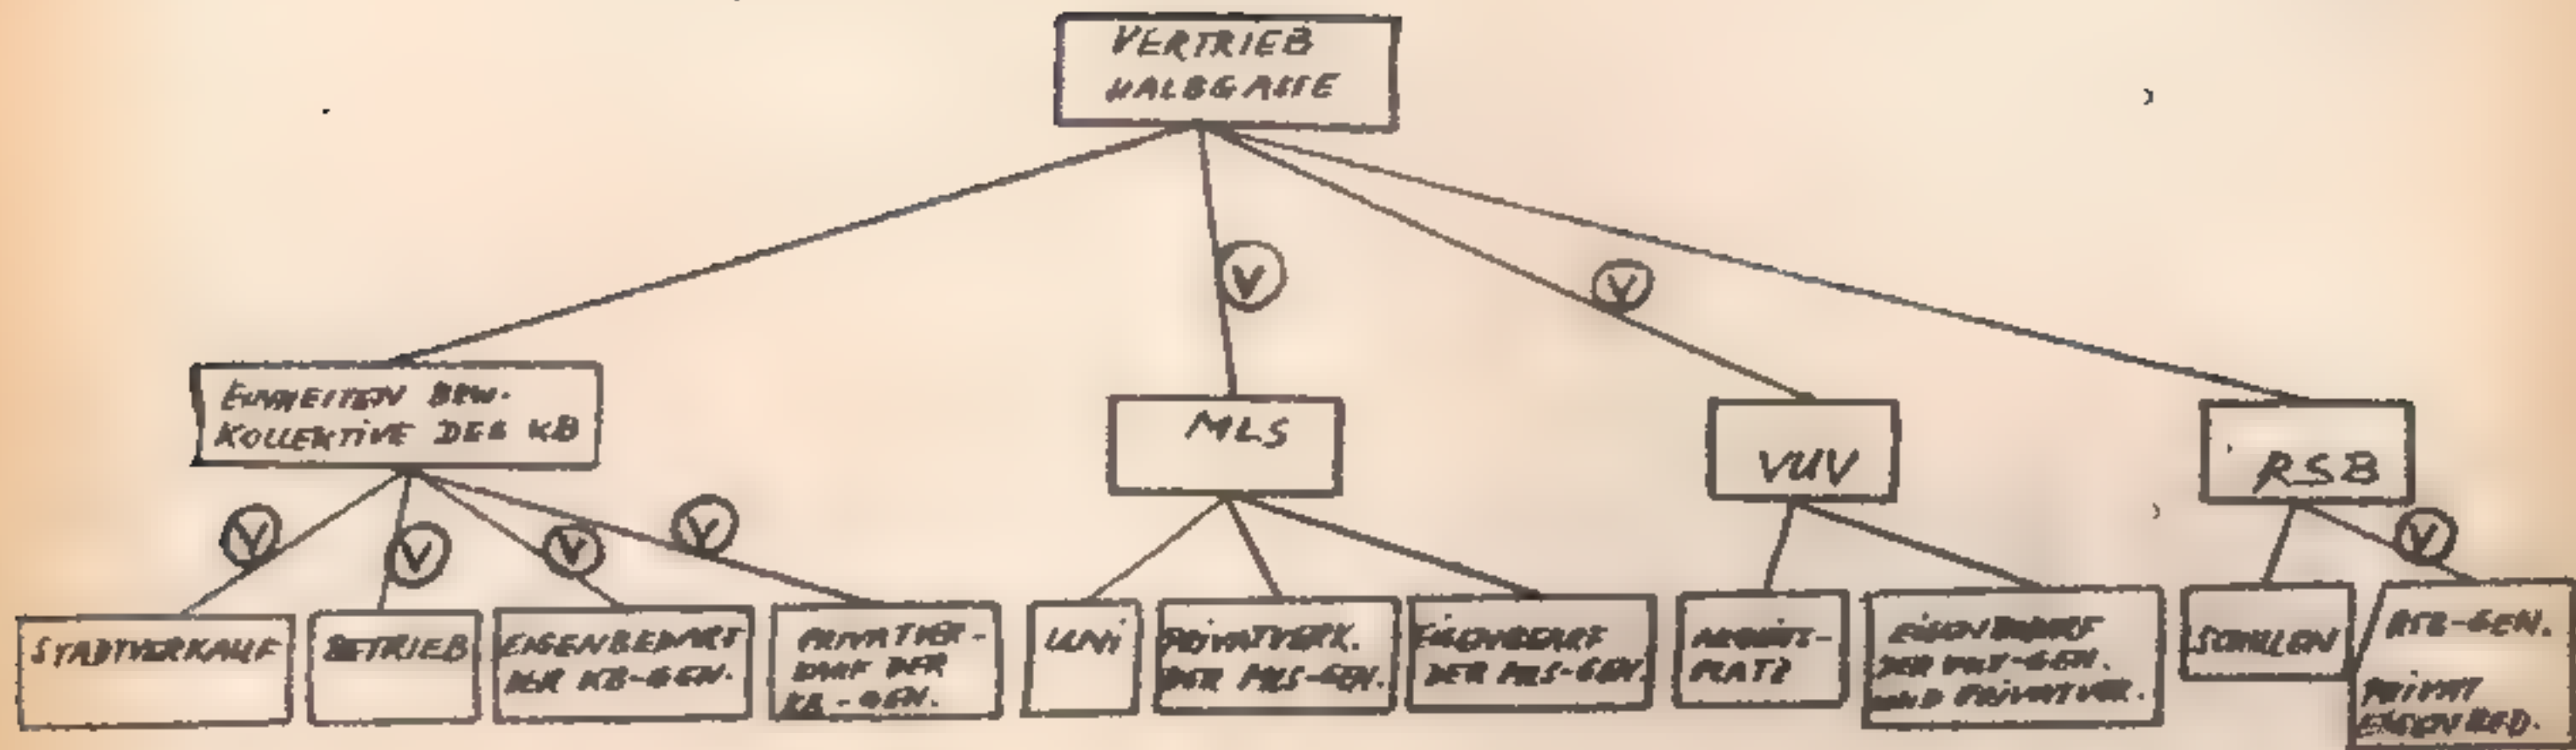 VERTRIEB
HALBGASSE
V
V
EINHEITEN BZW.
KOLLEKTIVE DES KB
MLS
VUV
RSB
V
V
V
V
V
STADTVERKAUF
BETRIEB
EIGENBEDARF
DER KB-GEN.
PRIVATVER-
KAUF DER
KB-GEN.
UNI
PRIVATVERK.
DER MLS-GEN.
EIGENBEDARF
DER MLS-GEN.
ARBEITS-
PLATZ
EIGENBEDARF
DER VUV-GEN.
UND PRIVATVER.
SCHULEN
RSB-GEN.
PRIVAT
EIGENBED.